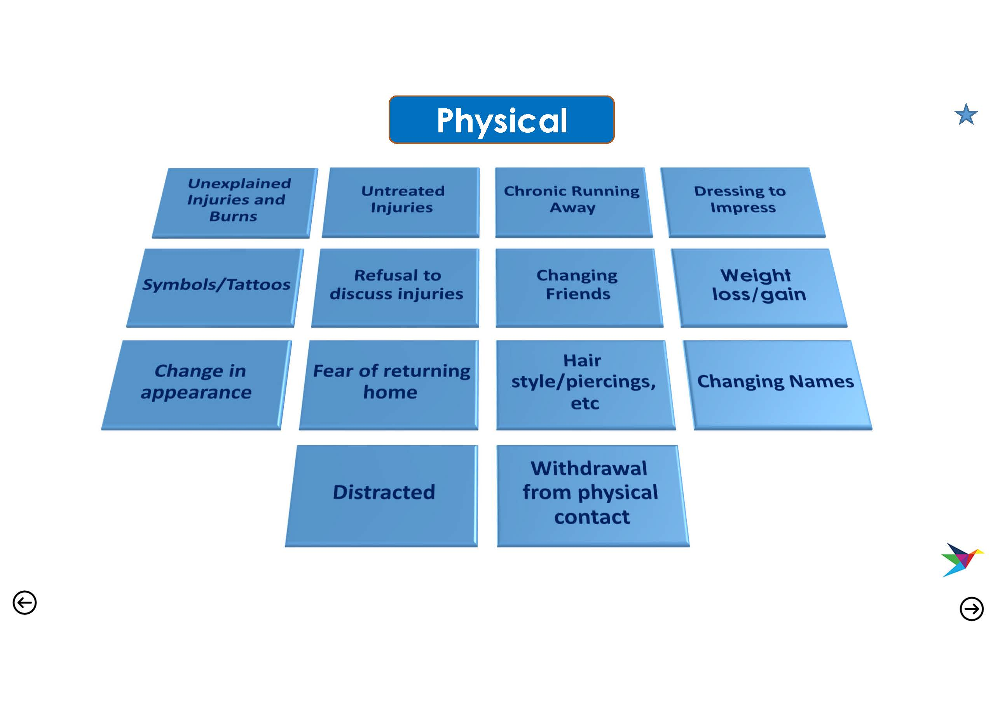 Physical
Unexplained
Injuries and
Burns
Untreated
Injuries
Chronic Running
Away
Dressing to
Impress
Symbols/Tattoos
Refusal to
discuss injuries
Changing
Friends
Weight
loss/gain
Change in
appearance
Fear of returning
home
Hair
style/piercings,
etc
Changing Names
Distracted
Withdrawal
from physical
contact